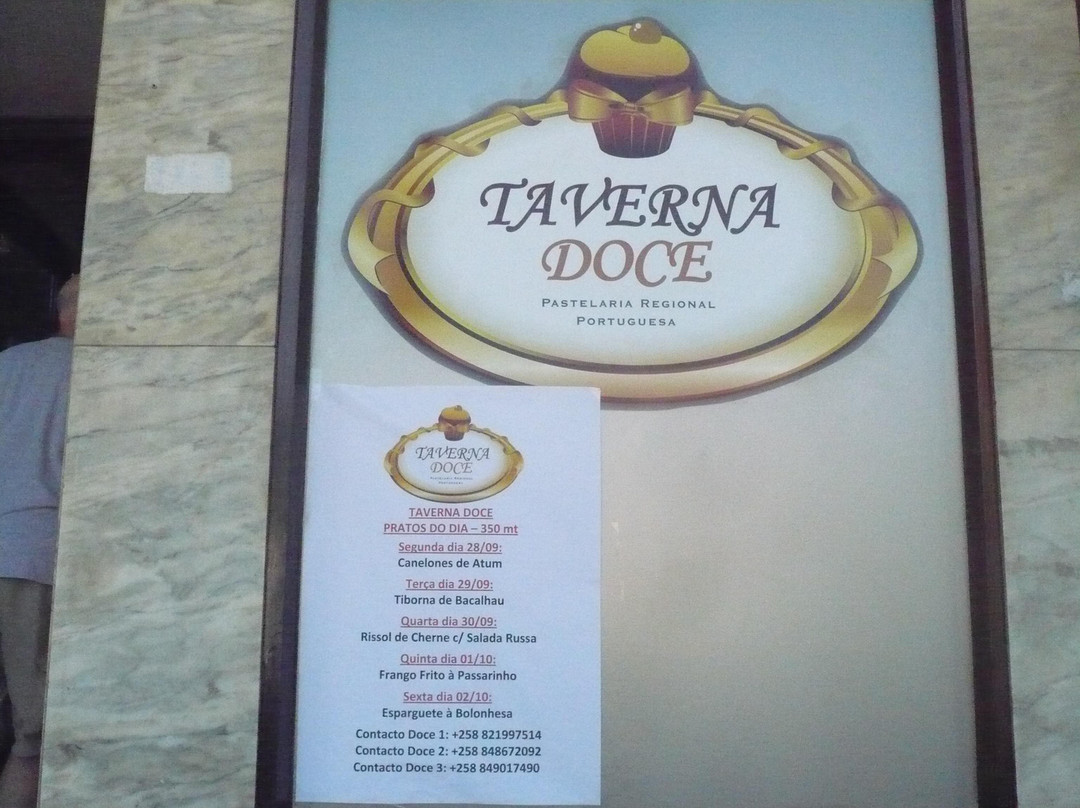 TAVERNA
DOCE
PASTELARIA REGIONAL
PORTUGUESA
TAVERNA
DOCE
TAVERNA DOCE
PRATOS DO DIA – 350 mt
Segunda dia 28/09:
Canelones de Atum
Terça dia 29/09:
Tiborna de Bacalhau
Quarta dia 30/09:
Rissol de Cherne c/ Salada Russa
Quinta dia 01/10:
Frango Frito à Passarinho
Sexta dia 02/10:
Esparguete à Bolonhesa
Contacto Doce 1: +258 821997514
Contacto Doce 2: +258 848672092
Contacto Doce 3: +258 849017490